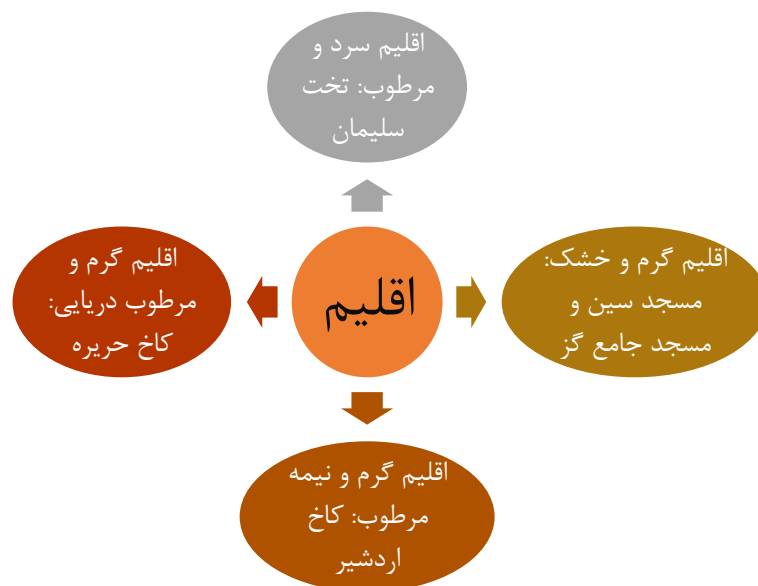 اقلیم سرد و
مرطوب: تخت
سلیمان
اقلیم گرم و خشک:
مسجد سین و
مسجد جامع گز
اقلیم
اقلیم گرم و
مرطوب دریایی:
کاخ حریره
اقلیم گرم و نیمه
مرطوب: کاخ
اردشیر